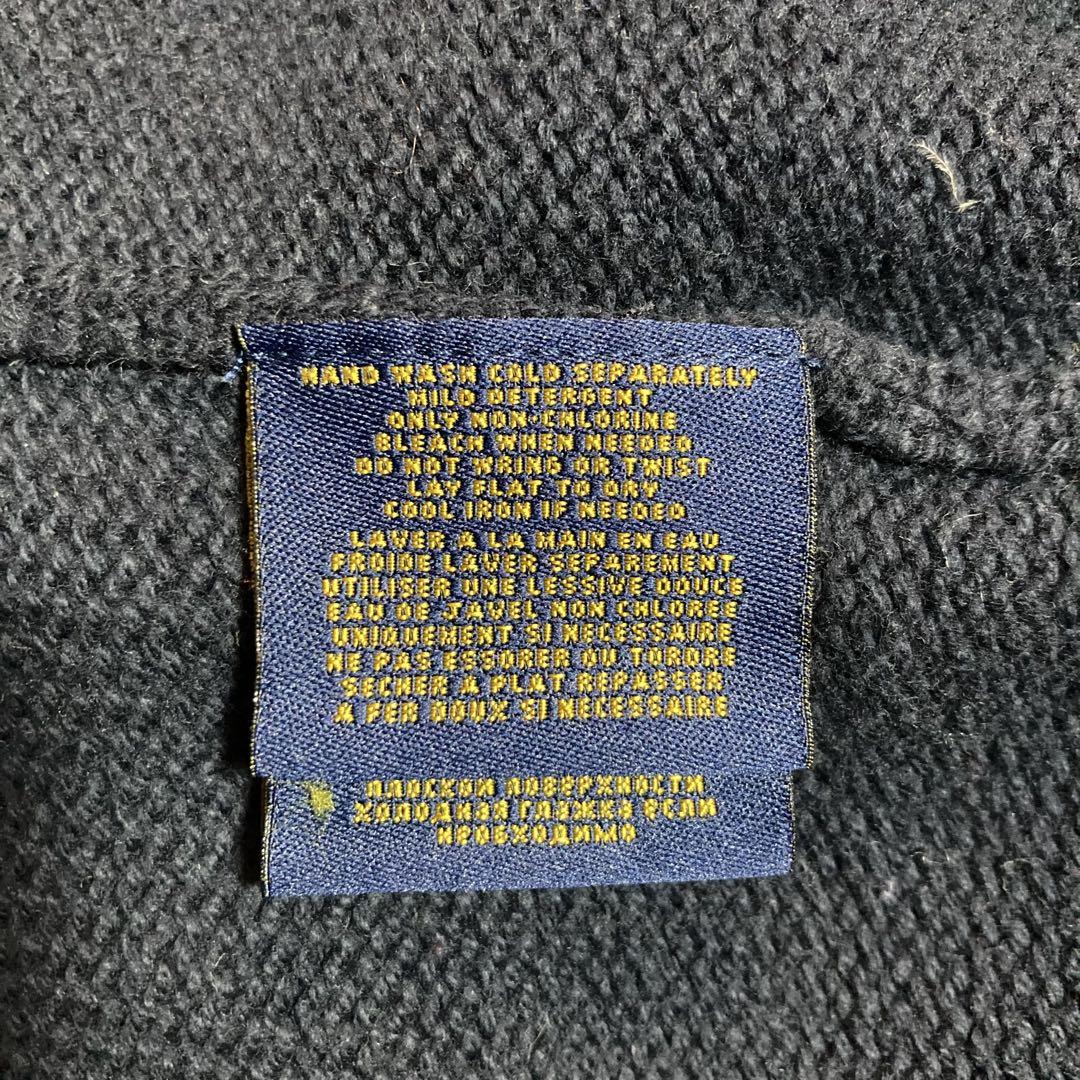 HAND WASH COLD SEPARATELY
MILD DETERGENT
ONLY NON-CHLORINE
BLEACH WHEN NEEDED
DO NOT WRING OR TWIST
LAY FLAT TO DRY
COOL IRON IF NEEDED
LAVER A LA MAIN EN EAU
FROIDE LAVER SEPAREMENT
UTILISER UNE LESSIVE DOUCE
EAU DE JAVEL NON CHLOREE
UNIQUEMENT SI NECESSAIRE
NE PAS ESSORER OU TORDRE
SECHER A PLAT REPASSER
A FER DOUX SI NECESSAIRE
ПЛОСКОИ ПОВЕРХНОСТИ
ХОЛОДНАЯ ГЛАЖКА ЕСЛИ
НЕОБХОДИМО